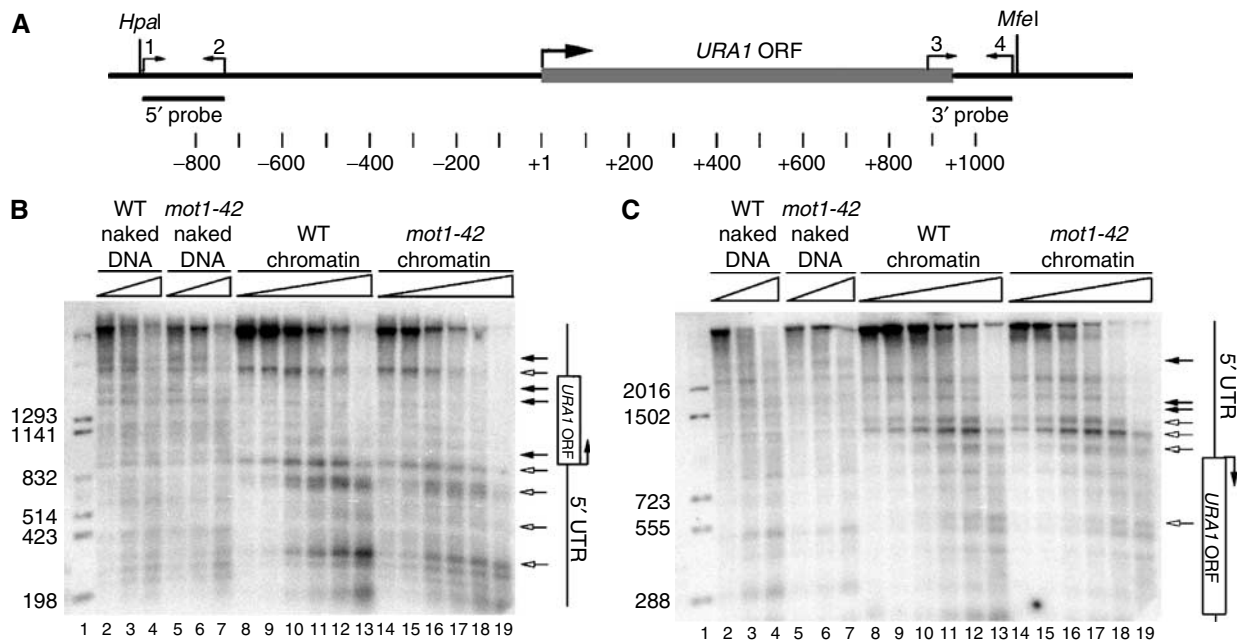 A
HpaI
MfeI
1 2 URA1 ORF 3 4
5′ probe 3′ probe
−800 −600 −400 −200 +1 +200 +400 +600 +800 +1000
B
WT naked DNA
mot1-42 naked DNA
WT chromatin
mot1-42 chromatin
1293
1141
832
514
423
198
URA1 ORF
5′ UTR
1 2 3 4 5 6 7 8 9 10 11 12 13 14 15 16 17 18 19
C
WT naked DNA
mot1-42 naked DNA
WT chromatin
mot1-42 chromatin
2016
1502
723
555
288
5′ UTR
URA1 ORF
1 2 3 4 5 6 7 8 9 10 11 12 13 14 15 16 17 18 19